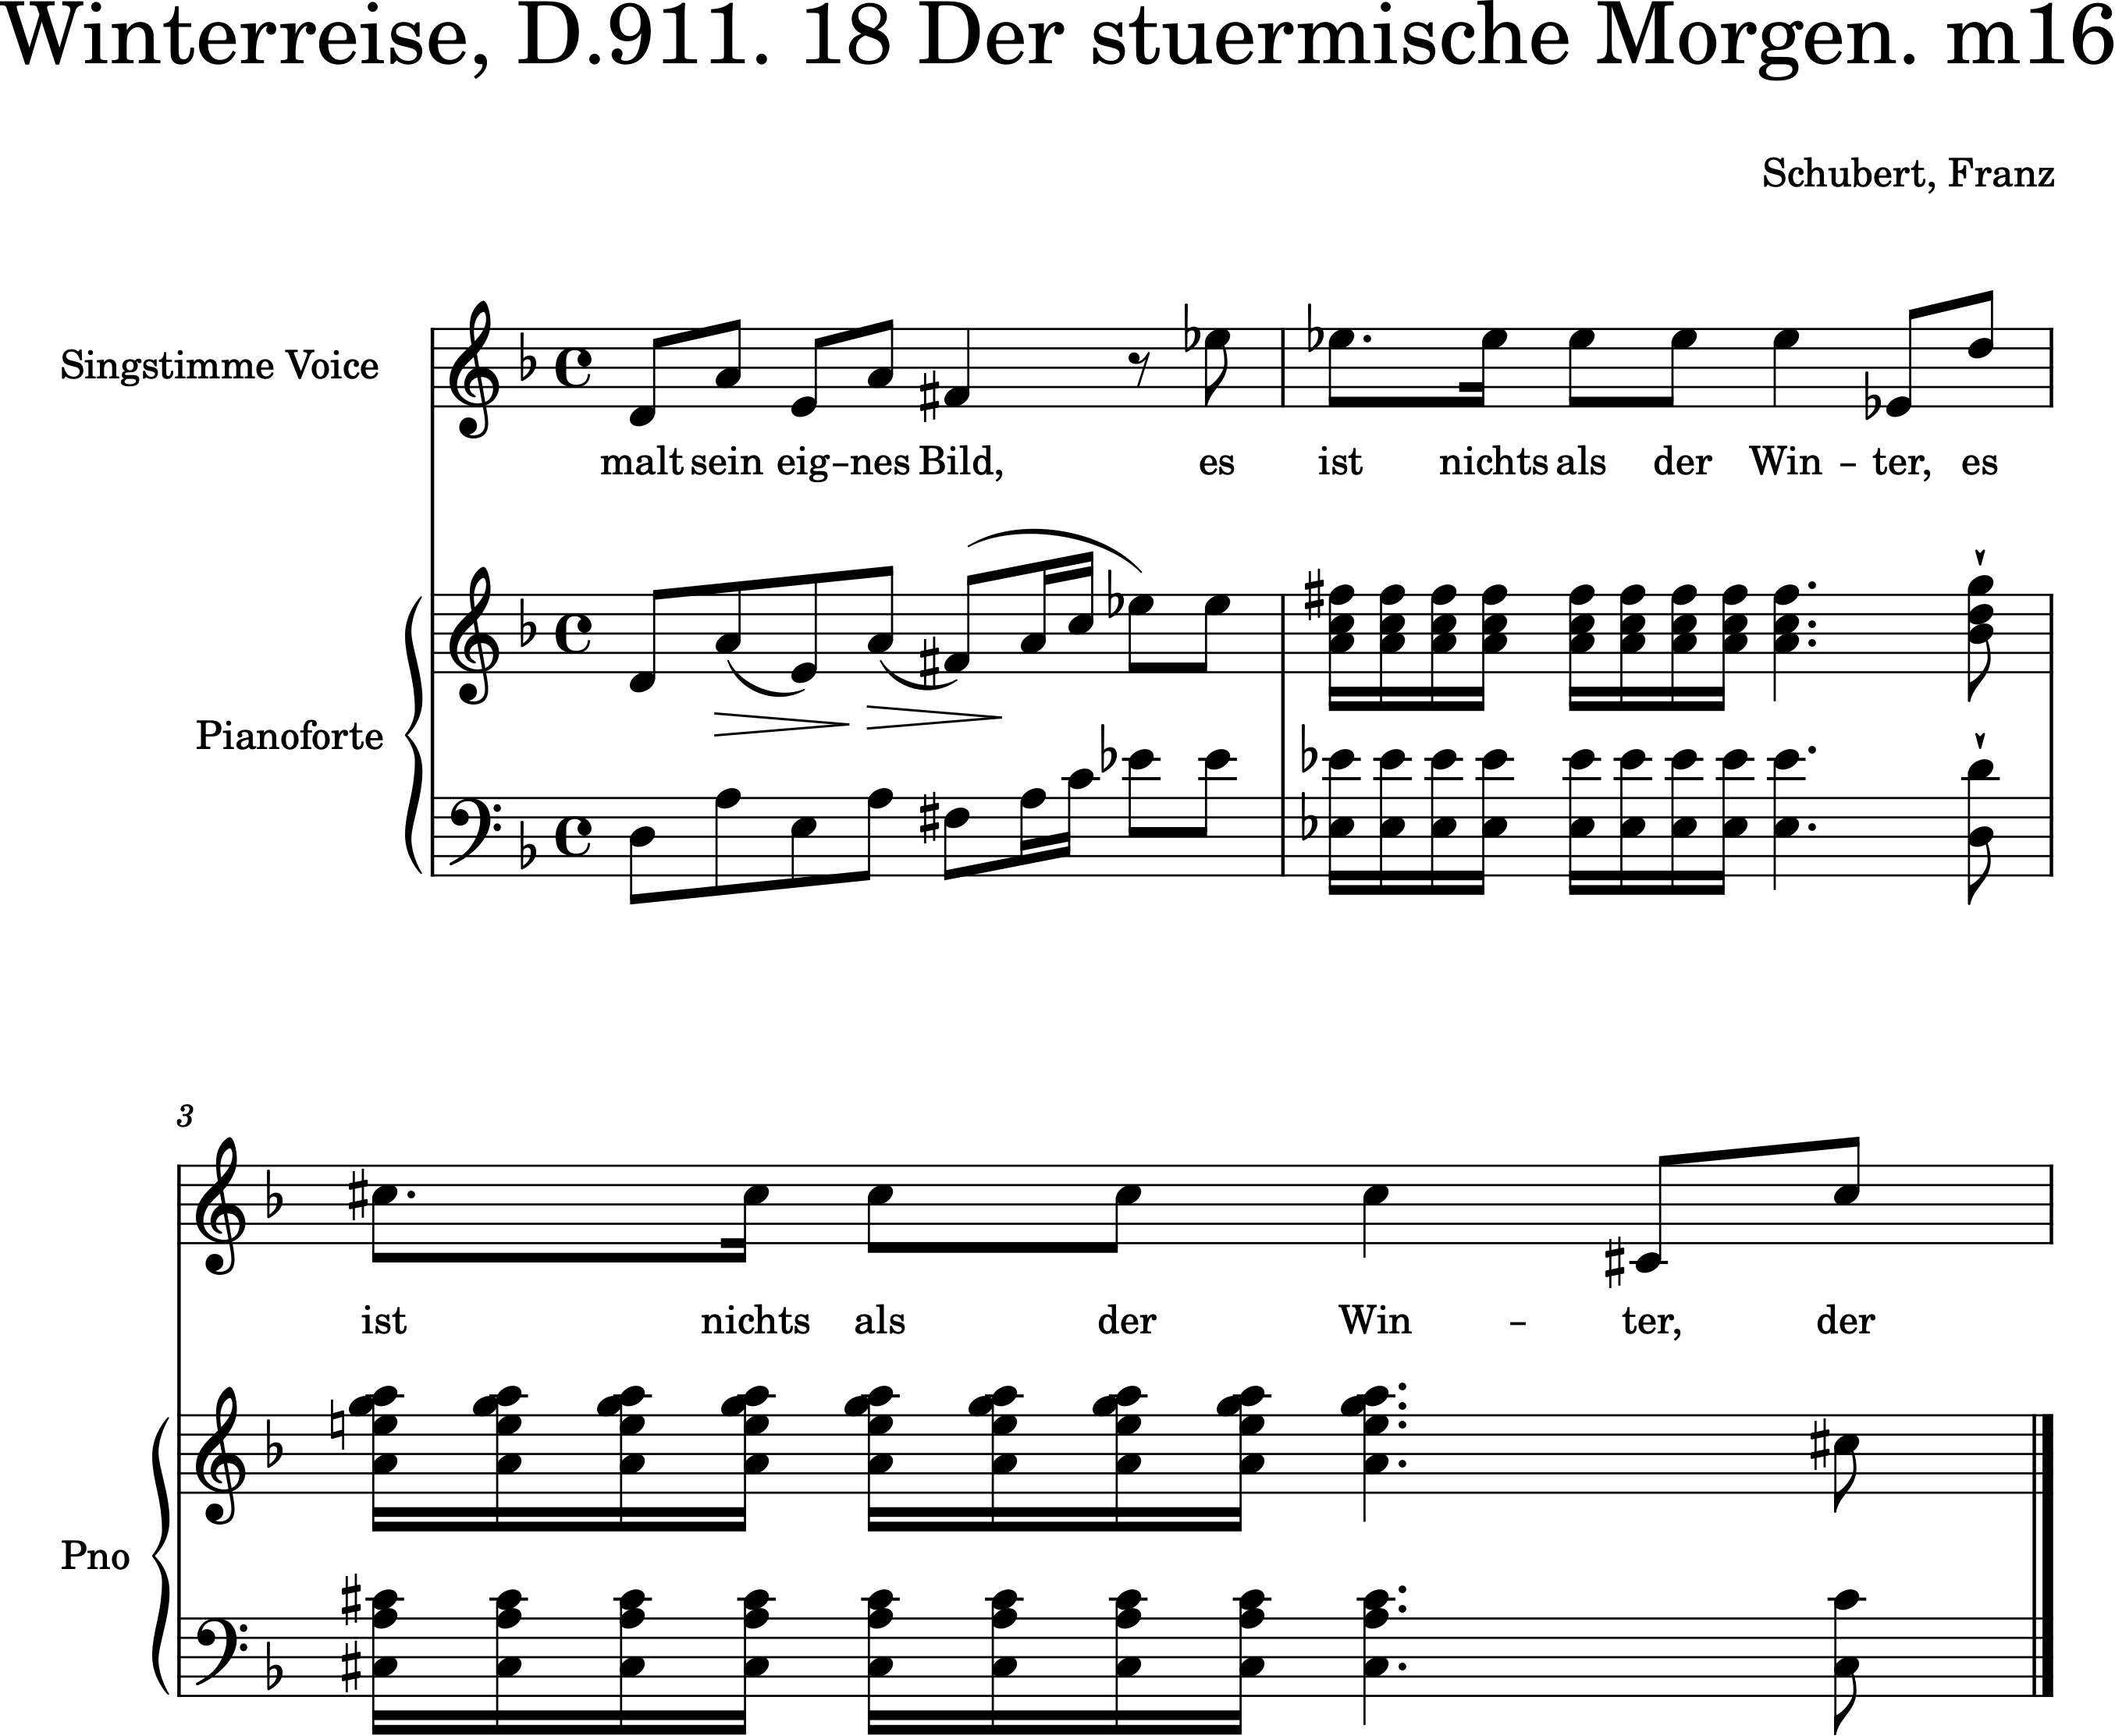 Winterreise, D.911. 18 Der stuermische Morgen. m16
Schubert, Franz
Singstimme Voice
malt sein eig–nes Bild, es ist nichts als der Win – ter, es
Pianoforte
3
ist nichts als der Win – ter, der
Pno